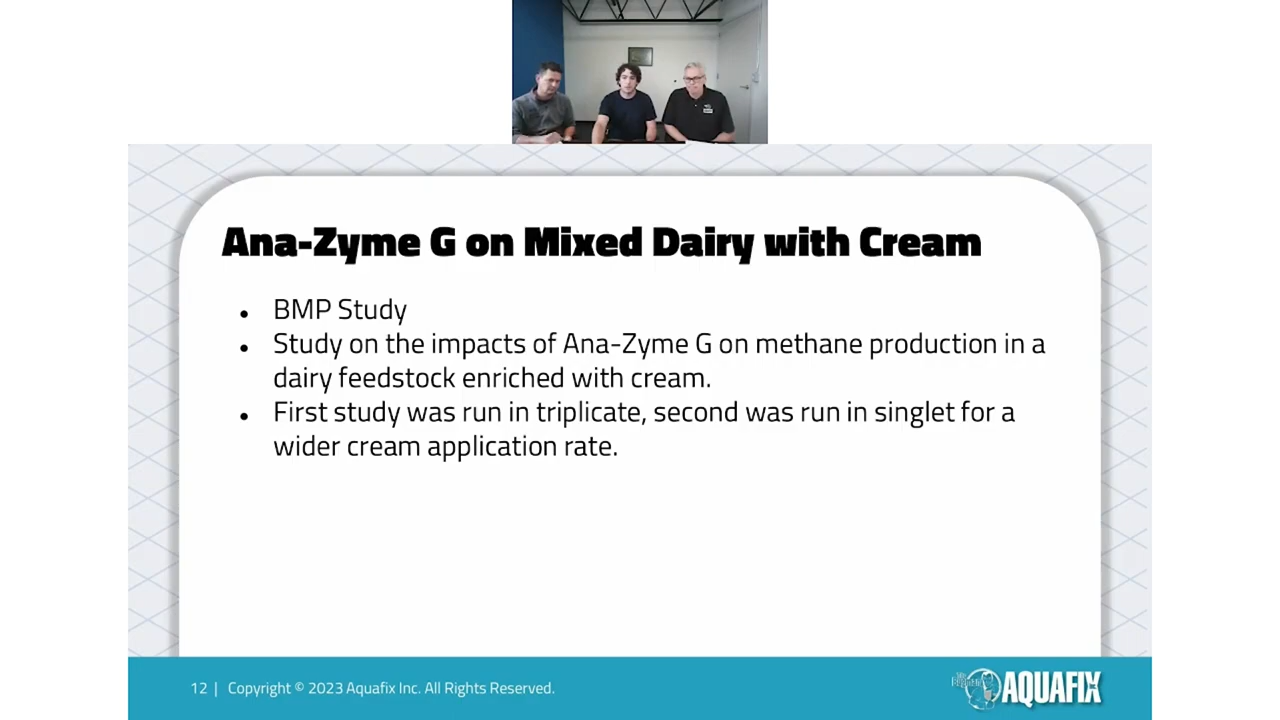 Ana-Zyme G on Mixed Dairy with Cream
• BMP Study
• Study on the impacts of Ana-Zyme G on methane production in a
dairy feedstock enriched with cream.
• First study was run in triplicate, second was run in singlet for a
wider cream application rate.
12 | Copyright © 2023 Aquafix Inc. All Rights Reserved.
AQUAFIX